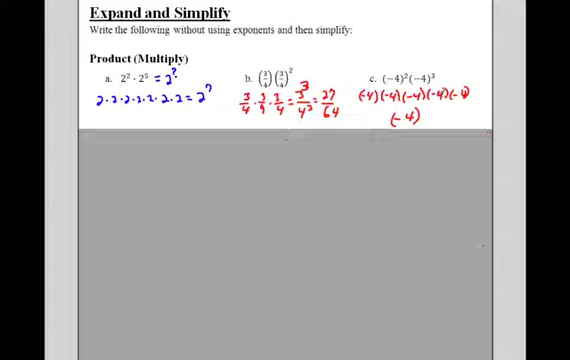 Expand and Simplify
Write the following without using exponents and then simplify:
Product (Multiply)
a. 2² · 2⁵ = 2⁷
2·2·2·2·2·2·2 = 2⁷
b. (3/4)(3/4)²
3/4 · 3/4 · 3/4 = 3³/4³ = 27/64
c. (−4)²(−4)³
(-4)(-4)(-4)(-4)(-4)
(-4)